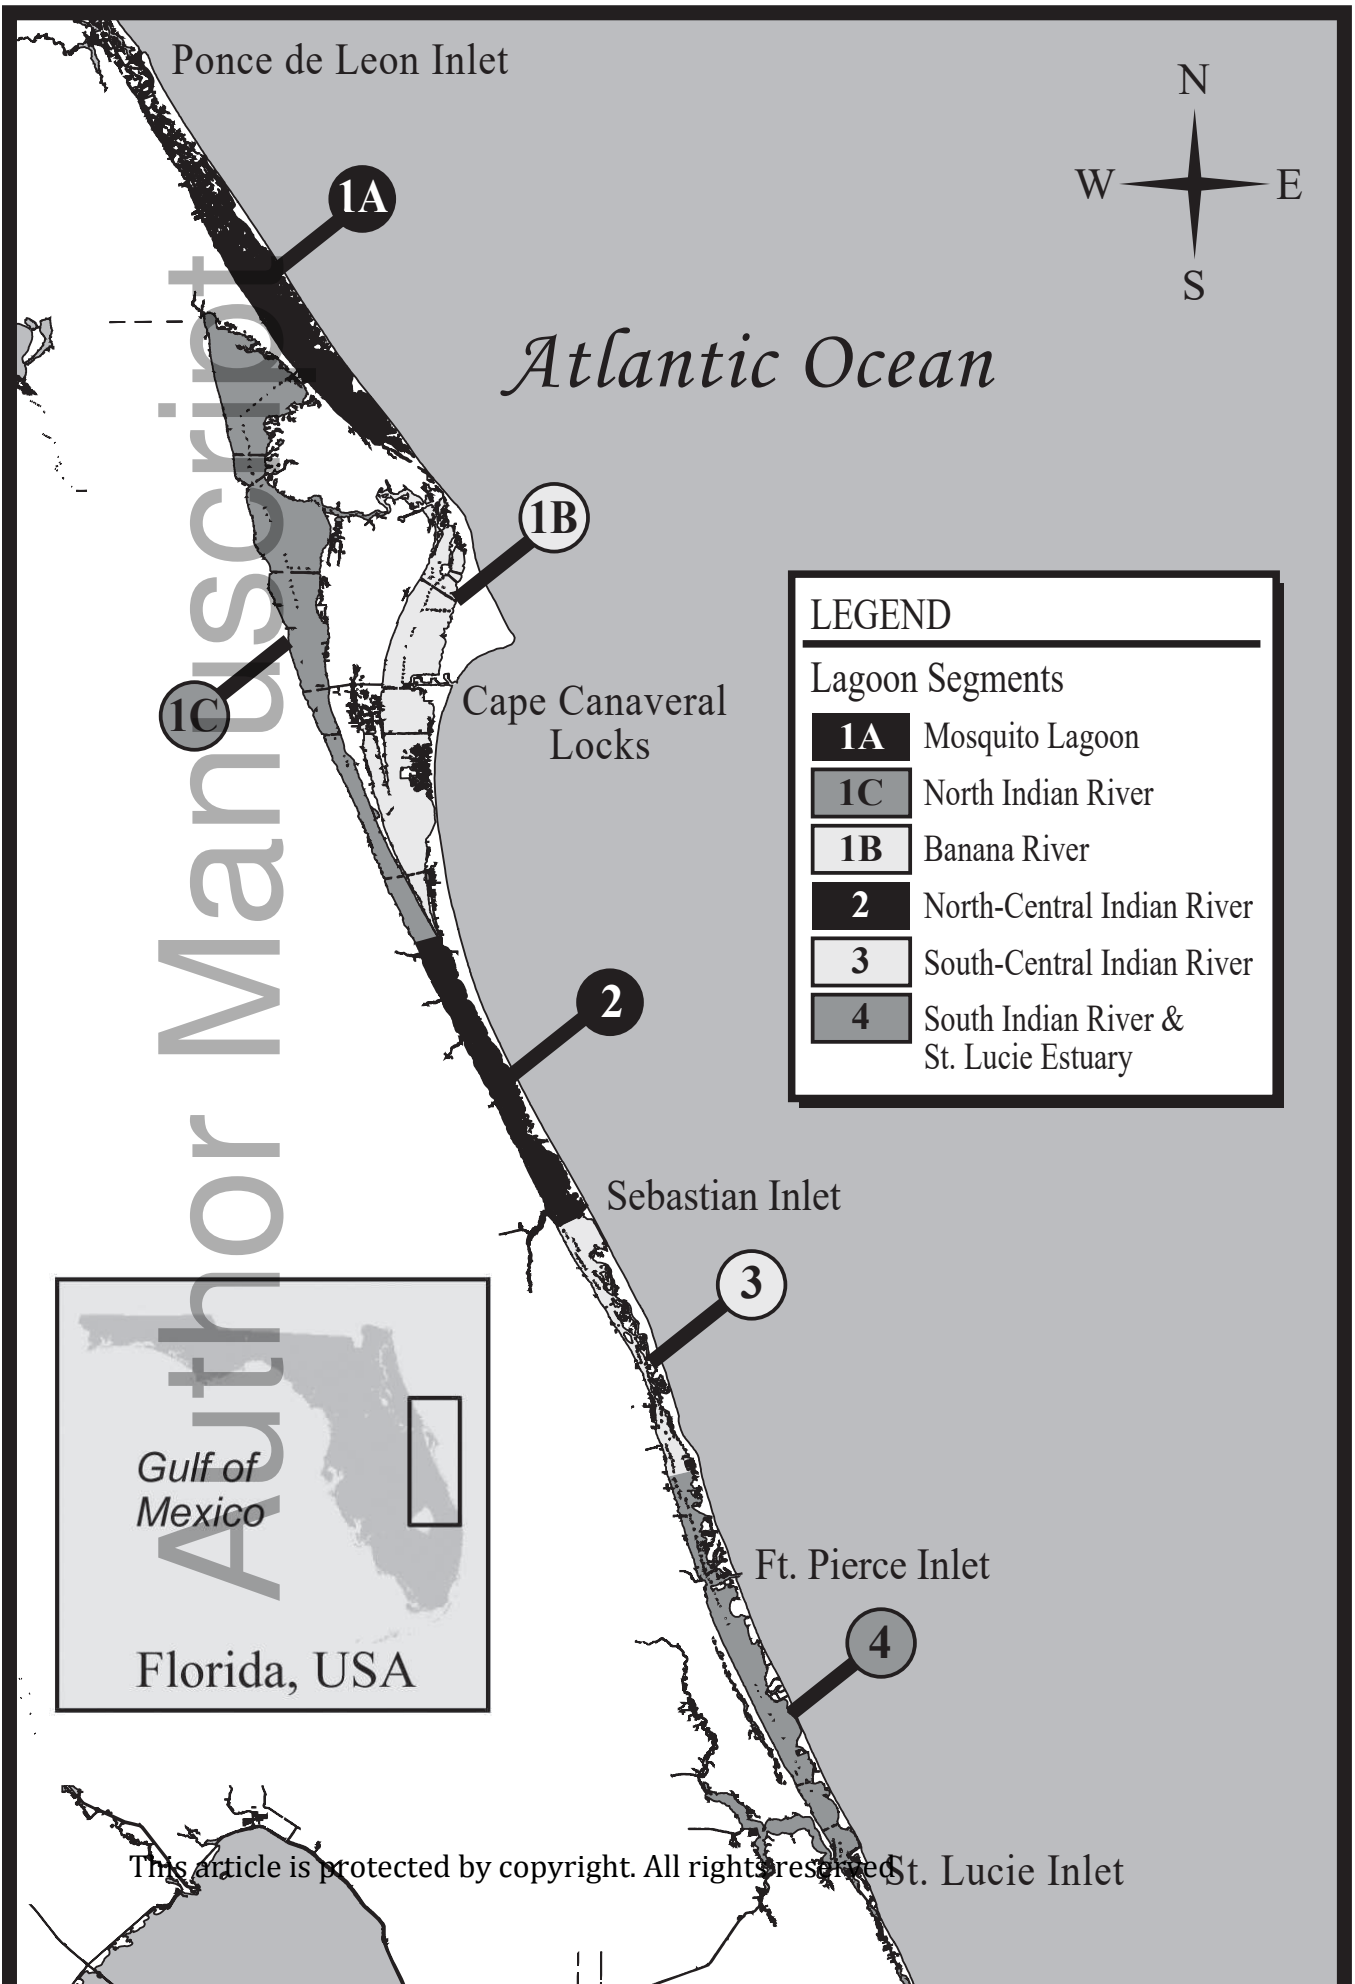 Ponce de Leon Inlet
N
W
E
S
1A
Atlantic Ocean
1B
1C
Cape Canaveral
Locks
LEGEND
Lagoon Segments
1A Mosquito Lagoon
1C North Indian River
1B Banana River
2 North-Central Indian River
3 South-Central Indian River
4 South Indian River &
St. Lucie Estuary
2
Sebastian Inlet
3
Gulf of
Mexico
Florida, USA
Ft. Pierce Inlet
4
St. Lucie Inlet
This article is protected by copyright. All rights reserved
Author Manuscript